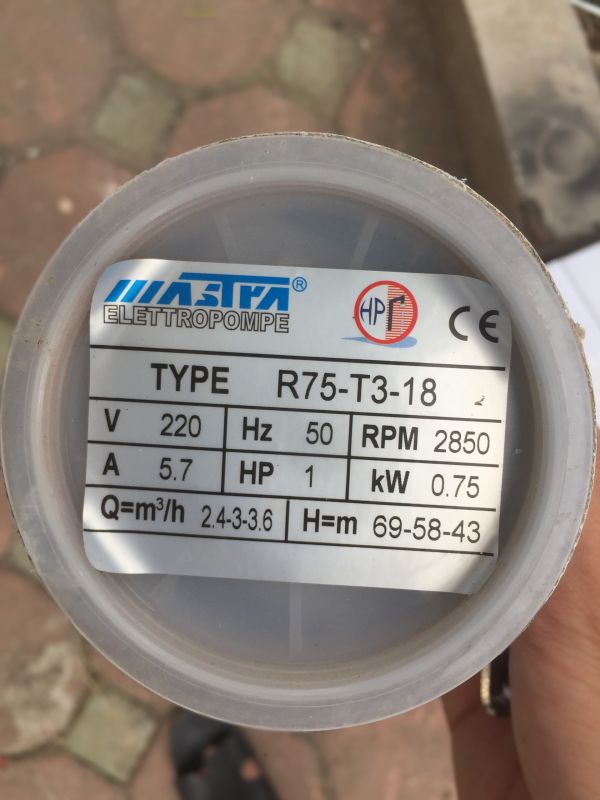 MASTRA®
ELETTROPOMPE
HPr
CE
TYPE R75-T3-18
V 220 Hz 50 RPM 2850
A 5.7 HP 1 kW 0.75
Q=m³/h 2.4-3-3.6 H=m 69-58-43